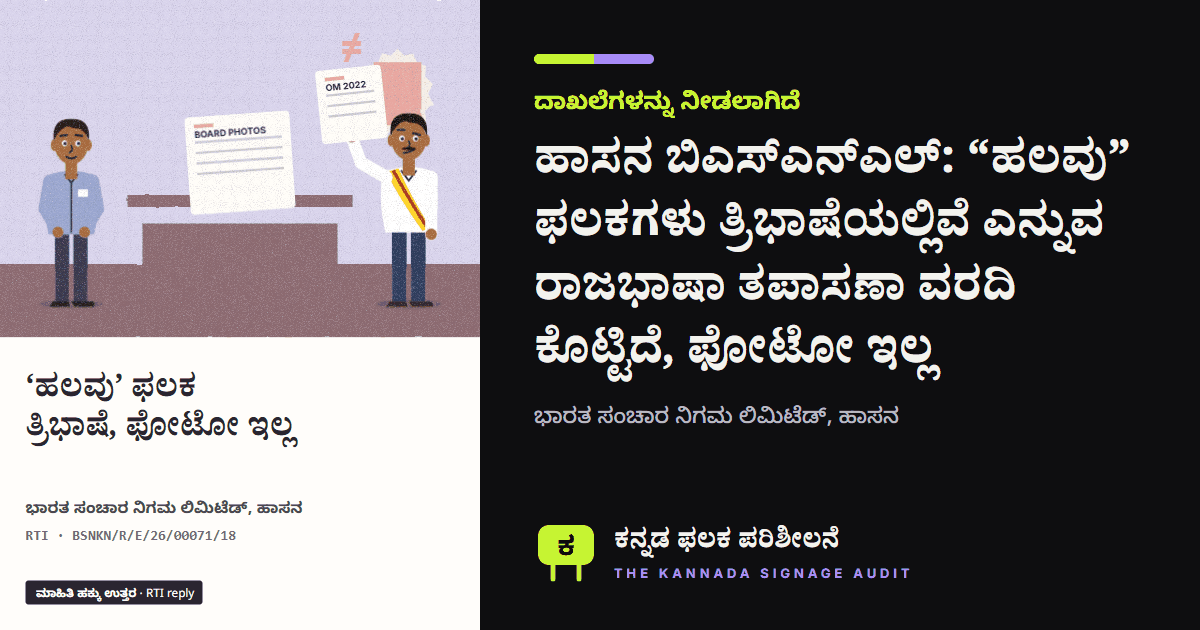 ≠
OM 2022
BOARD PHOTOS
‘ಹಲವು’ ಫಲಕ
ತ್ರಿಭಾಷೆ, ಫೋಟೋ ಇಲ್ಲ
ಭಾರತ ಸಂಚಾರ ನಿಗಮ ಲಿಮಿಟೆಡ್, ಹಾಸನ
RTI · BSNKN/R/E/26/00071/18
ಮಾಹಿತಿ ಹಕ್ಕು ಉತ್ತರ · RTI reply
ದಾಖಲೆಗಳನ್ನು ನೀಡಲಾಗಿದೆ
ಹಾಸನ ಬಿಎಸ್ಎನ್ಎಲ್: “ಹಲವು”
ಫಲಕಗಳು ತ್ರಿಭಾಷೆಯಲ್ಲಿವೆ ಎನ್ನುವ
ರಾಜಭಾಷಾ ತಪಾಸಣಾ ವರದಿ
ಕೊಟ್ಟಿದೆ, ಫೋಟೋ ಇಲ್ಲ
ಭಾರತ ಸಂಚಾರ ನಿಗಮ ಲಿಮಿಟೆಡ್, ಹಾಸನ
ಕ
ಕನ್ನಡ ಫಲಕ ಪರಿಶೀಲನೆ
THE KANNADA SIGNAGE AUDIT